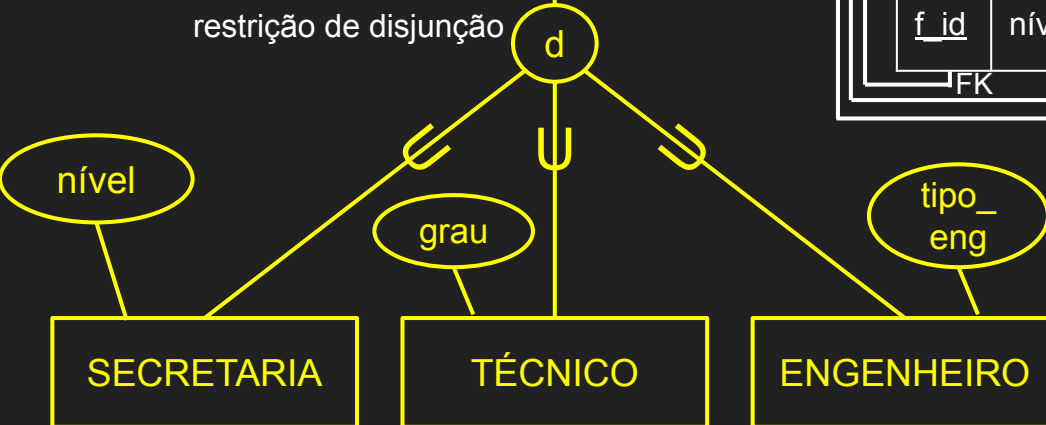 restrição de disjunção
d
f_id
FK
nível
grau
tipo_
eng
SECRETARIA
TÉCNICO
ENGENHEIRO